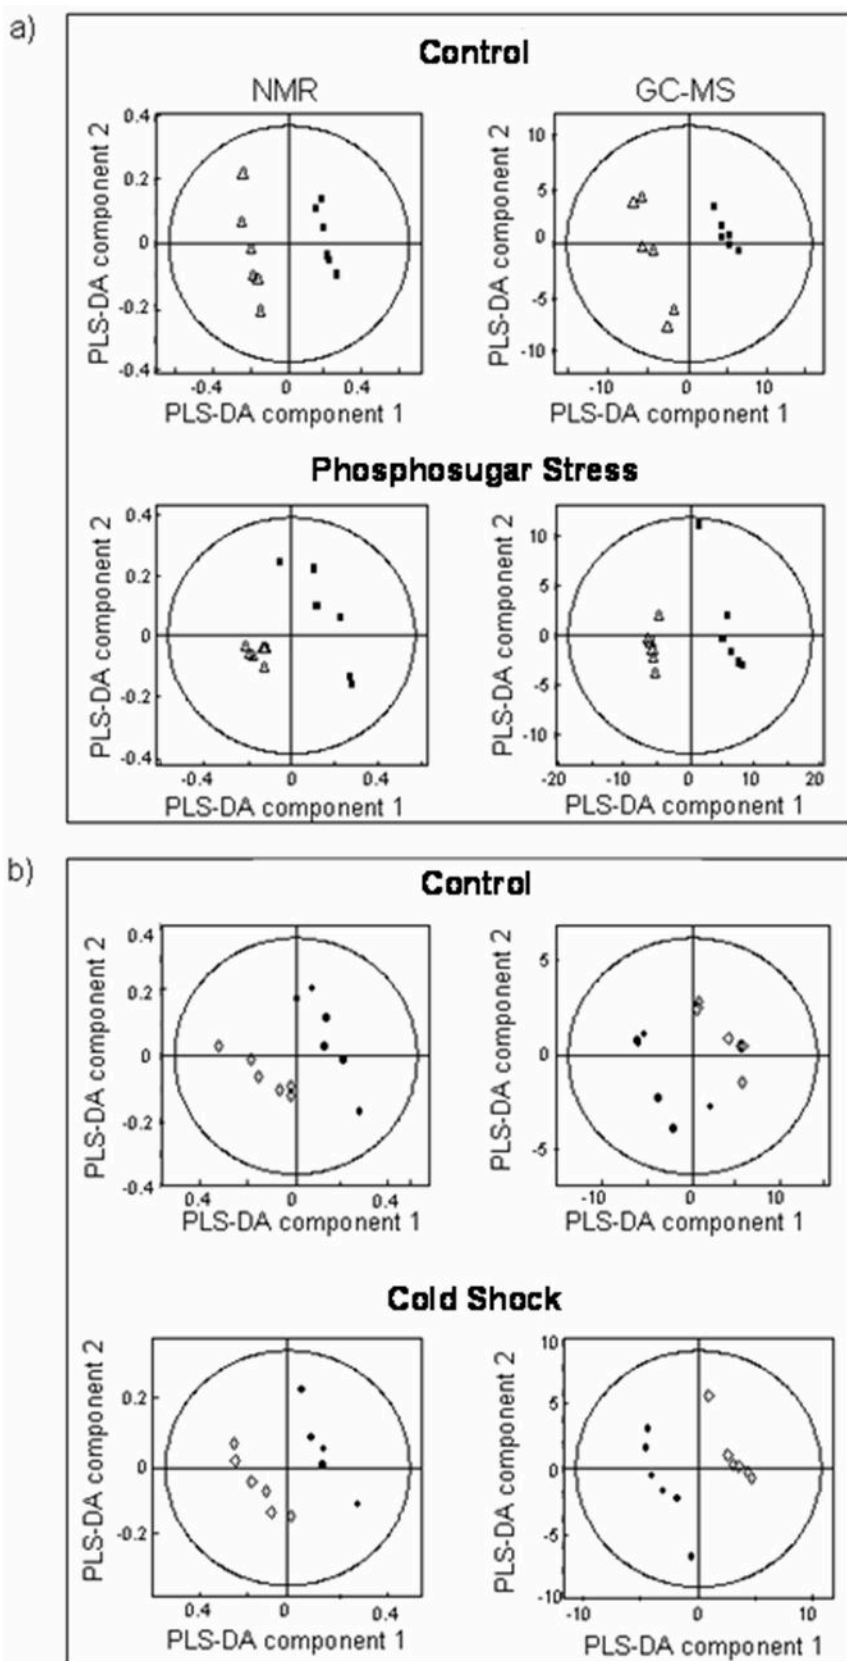 a)
Control
NMR
GC-MS
PLS-DA component 2
0.4
0.2
0
-0.2
-0.4
-0.4 0 0.4
PLS-DA component 1
PLS-DA component 2
10
5
0
-5
-10
-10 0 10
PLS-DA component 1
Phosphosugar Stress
PLS-DA component 2
0.4
0.2
0
-0.2
-0.4
-0.4 0 0.4
PLS-DA component 1
PLS-DA component 2
10
5
0
-5
-10
-20 -10 0 10 20
PLS-DA component 1
b)
Control
PLS-DA component 2
0.4
0.2
0
-0.2
-0.4
0.4 0 0.4
PLS-DA component 1
PLS-DA component 2
5
0
-5
-10 0 10
PLS-DA component 1
Cold Shock
PLS-DA component 2
0.2
0
-0.2
0.4 0 0.4
PLS-DA component 1
PLS-DA component 2
10
5
0
-5
-10
-10 0 10
PLS-DA component 1